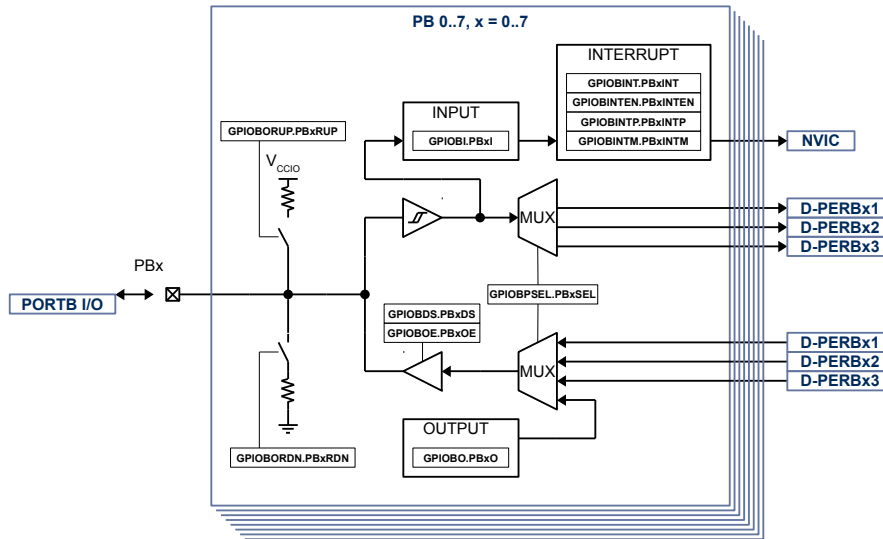 PB 0..7, x = 0..7
INTERRUPT
GPIOBINT.PBxINT
GPIOBINTEN.PBxINTEN
GPIOBINTP.PBxINTP
GPIOBINTM.PBxINTM
INPUT
GPIOBI.PBxI
NVIC
GPIOBORUP.PBxRUP
VCCIO
MUX
D-PERBx1
D-PERBx2
D-PERBx3
PBx
PORTB I/O
GPIOBPSEL.PBxSEL
GPIOBDS.PBxDS
GPIOBOE.PBxOE
MUX
D-PERBx1
D-PERBx2
D-PERBx3
OUTPUT
GPIOBO.PBxO
GPIOBORDN.PBxRDN